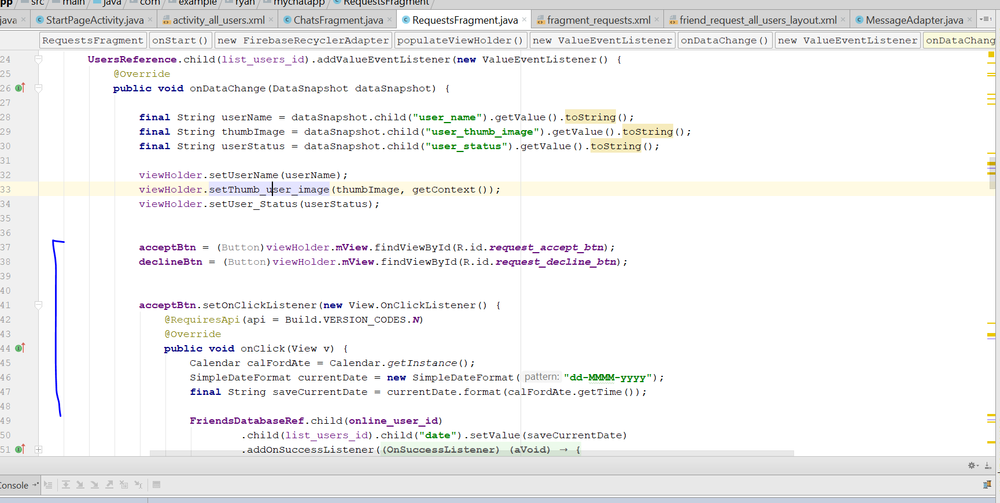 pp src main java com example ryan mychatapp RequestsFragment
java StartPageActivity.java activity_all_users.xml ChatsFragment.java RequestsFragment.java fragment_requests.xml friend_request_all_users_layout.xml MessageAdapter.java
RequestsFragment onStart() new FirebaseRecyclerAdapter populateViewHolder() new ValueEventListener onDataChange() new ValueEventListener onDataChang
24 UsersReference.child(list_users_id).addValueEventListener(new ValueEventListener() {
25 @Override
26 public void onDataChange(DataSnapshot dataSnapshot) {
27
28 final String userName = dataSnapshot.child("user_name").getValue().toString();
29 final String thumbImage = dataSnapshot.child("user_thumb_image").getValue().toString();
30 final String userStatus = dataSnapshot.child("user_status").getValue().toString();
31
32 viewHolder.setUserName(userName);
33 viewHolder.setThumb_user_image(thumbImage, getContext());
34 viewHolder.setUser_Status(userStatus);
35
36
37 acceptBtn = (Button)viewHolder.mView.findViewById(R.id.request_accept_btn);
38 declineBtn = (Button)viewHolder.mView.findViewById(R.id.request_decline_btn);
39
40
41 acceptBtn.setOnClickListener(new View.OnClickListener() {
42 @RequiresApi(api = Build.VERSION_CODES.N)
43 @Override
44 public void onClick(View v) {
45 Calendar calFordAte = Calendar.getInstance();
46 SimpleDateFormat currentDate = new SimpleDateFormat( pattern: "dd-MMMM-yyyy");
47 final String saveCurrentDate = currentDate.format(calFordAte.getTime());
48
49 FriendsDatabaseRef.child(online_user_id)
50 .child(list_users_id).child("date").setValue(saveCurrentDate)
51 .addOnSuccessListener((OnSuccessListener) (aVoid) → {
Console